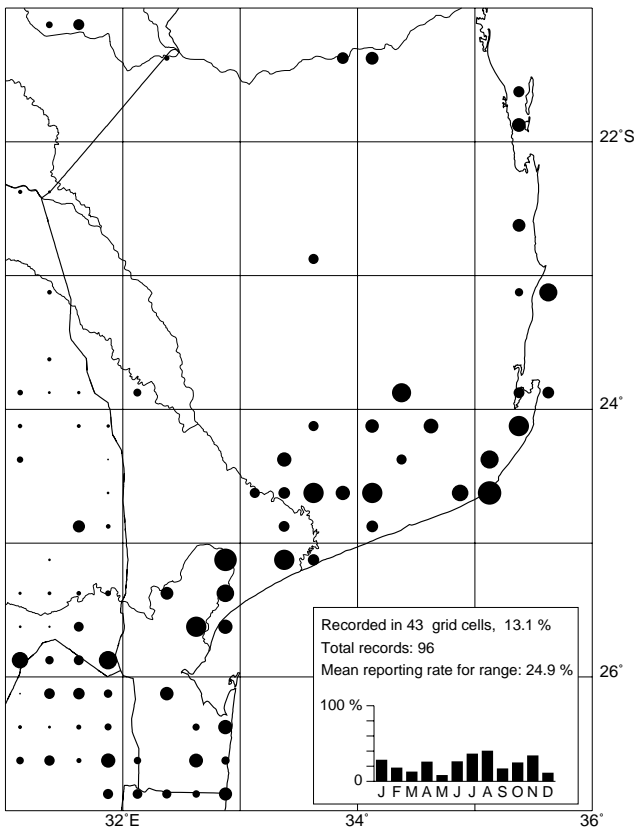 22˚S
24˚
26˚
Recorded in 43 grid cells, 13.1 %
Total records: 96
Mean reporting rate for range: 24.9 %
100 %
0
J F M A M J J A S O N D
32˚E 34˚ 36˚